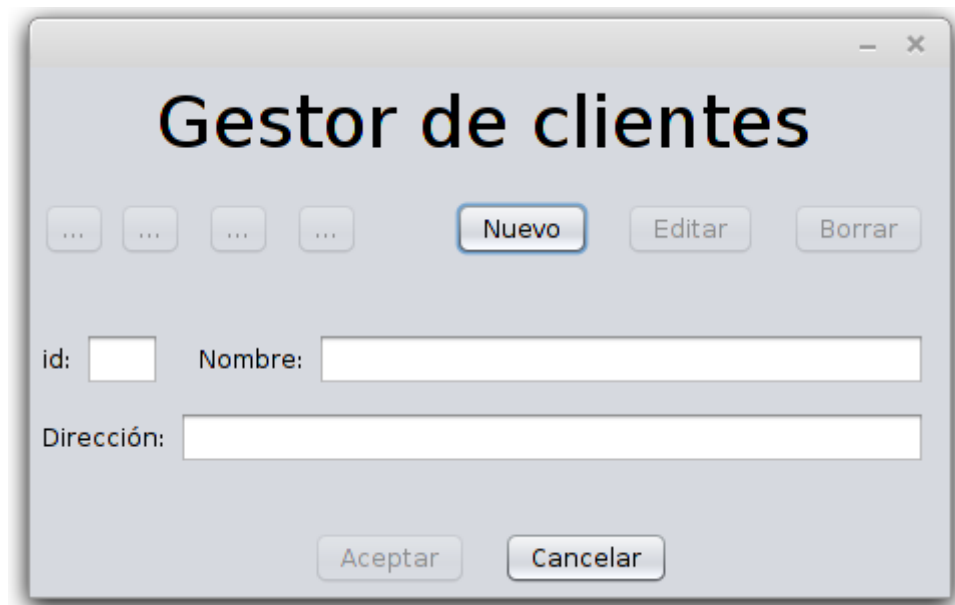 Gestor de clientes
... ... ... ... Nuevo Editar Borrar
id: Nombre:
Dirección:
Aceptar Cancelar